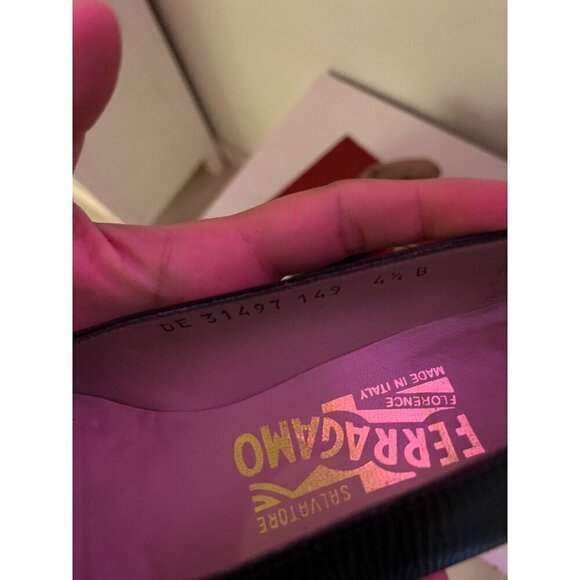 DE 31497 149 4½ B
SALVATORE
FERRAGAMO
FLORENCE
MADE IN ITALY